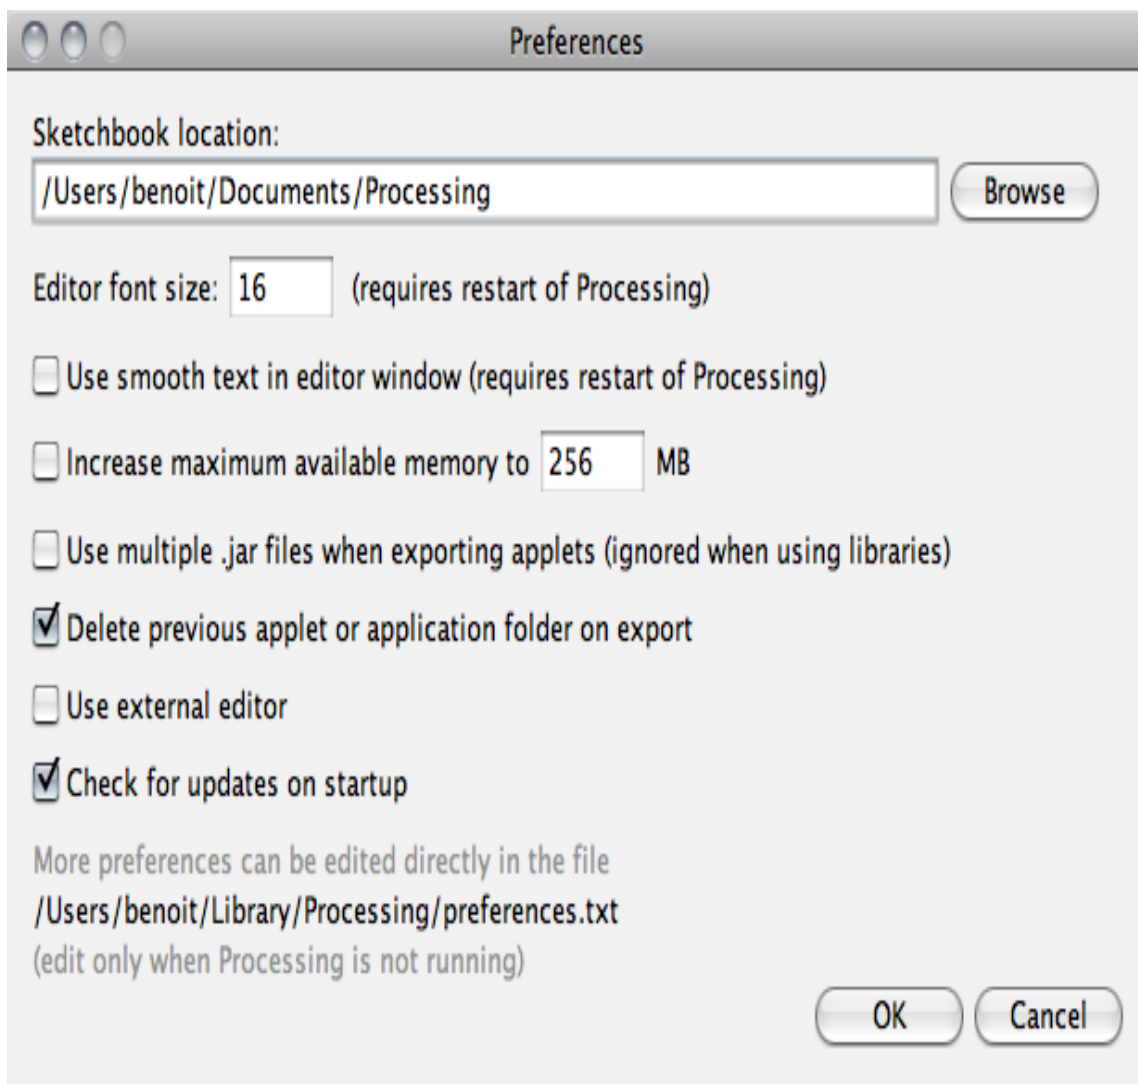 Preferences
Sketchbook location:
/Users/benoit/Documents/Processing Browse
Editor font size: 16 (requires restart of Processing)
Use smooth text in editor window (requires restart of Processing)
Increase maximum available memory to 256 MB
Use multiple .jar files when exporting applets (ignored when using libraries)
Delete previous applet or application folder on export
Use external editor
Check for updates on startup
More preferences can be edited directly in the file
/Users/benoit/Library/Processing/preferences.txt
(edit only when Processing is not running)
OK Cancel